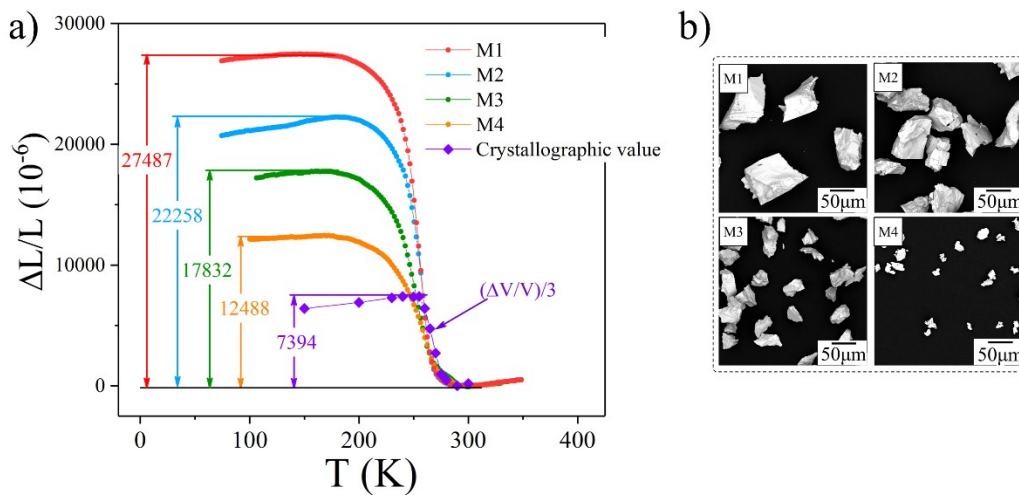 a)
30000
20000
10000
0
ΔL/L (10⁻⁶)
27487
22258
17832
12488
7394
M1
M2
M3
M4
Crystallographic value
(ΔV/V)/3
0
100
200
300
400
T (K)
b)
M1
50μm
M2
50μm
M3
50μm
M4
50μm